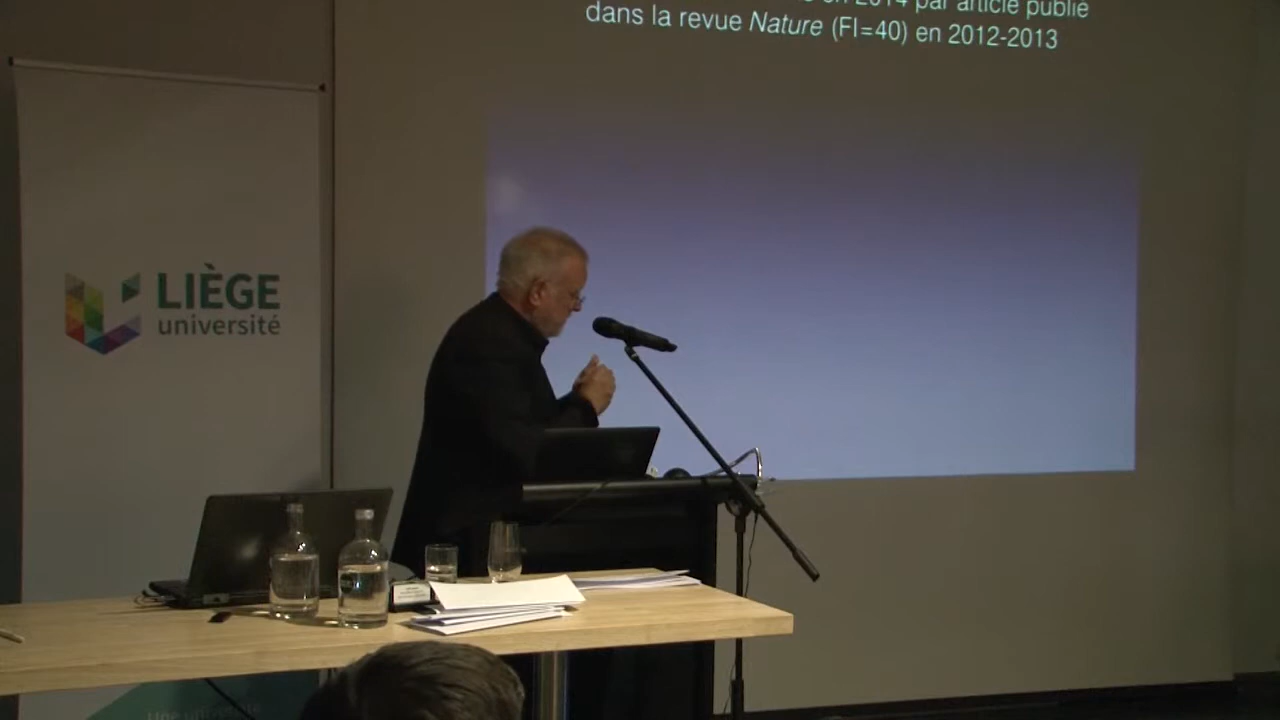 en 2014 par article publié
dans la revue Nature (FI=40) en 2012-2013
LIÈGE
université